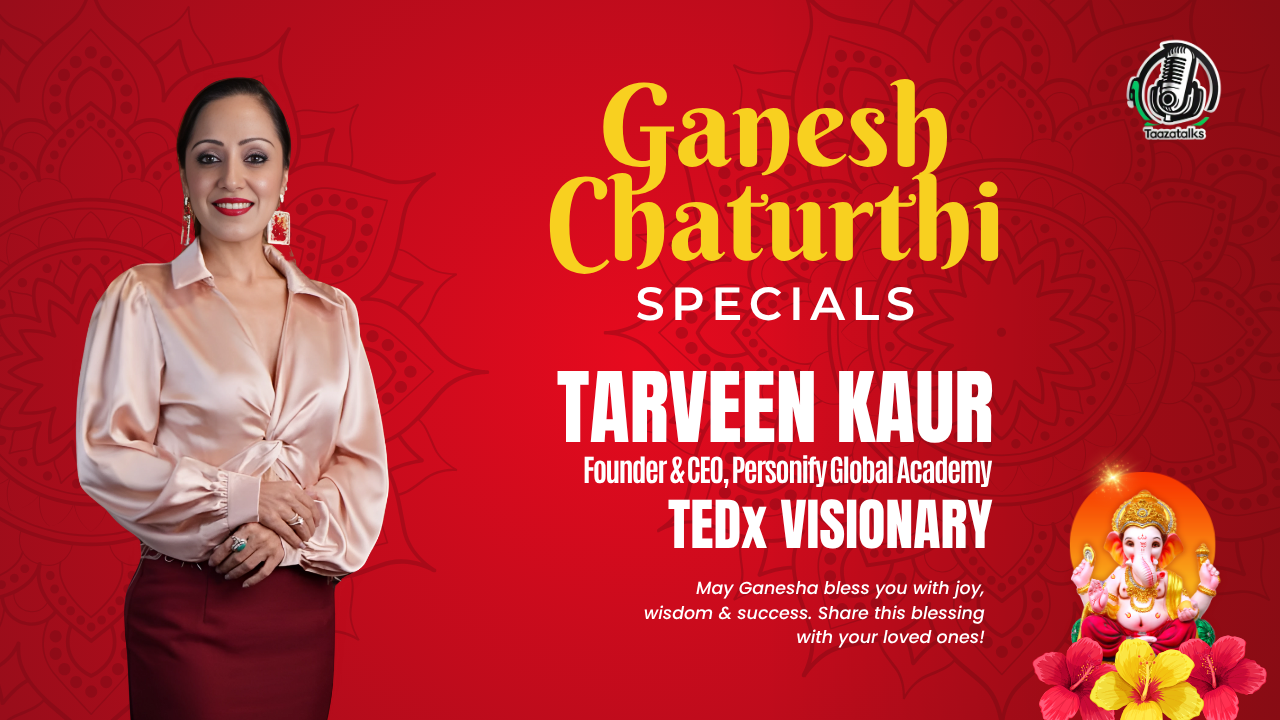 Taazatalks
Ganesh
Chaturthi
SPECIALS
TARVEEN KAUR
Founder & CEO, Personify Global Academy
TEDx VISIONARY
May Ganesha bless you with joy,
wisdom & success. Share this blessing
with your loved ones!